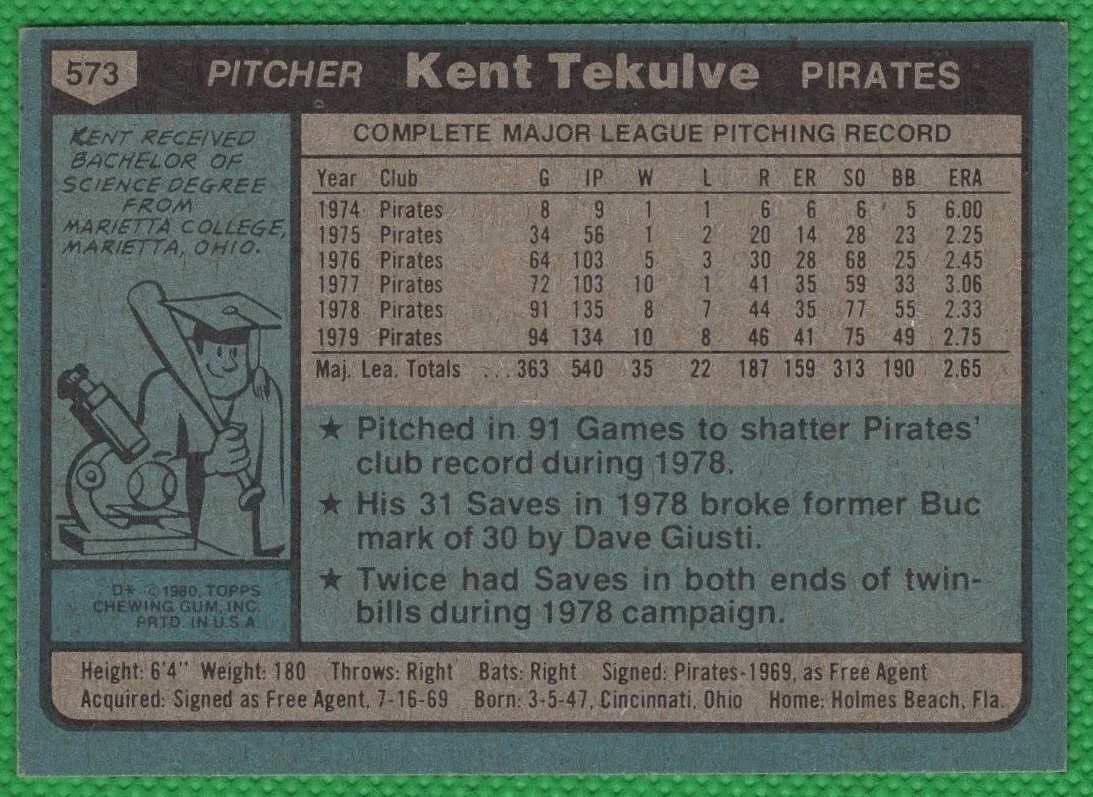 573 PITCHER Kent Tekulve PIRATES
KENT RECEIVED
BACHELOR OF
SCIENCE DEGREE
FROM
MARIETTA COLLEGE,
MARIETTA, OHIO.
COMPLETE MAJOR LEAGUE PITCHING RECORD
Year Club G IP W L R ER SO BB ERA
1974 Pirates 8 9 1 1 6 6 6 5 6.00
1975 Pirates 34 56 1 2 20 14 28 23 2.25
1976 Pirates 64 103 5 3 30 28 68 25 2.45
1977 Pirates 72 103 10 1 41 35 59 33 3.06
1978 Pirates 91 135 8 7 44 35 77 55 2.33
1979 Pirates 94 134 10 8 46 41 75 49 2.75
Maj. Lea. Totals ...363 540 35 22 187 159 313 190 2.65
★ Pitched in 91 Games to shatter Pirates'
club record during 1978.
★ His 31 Saves in 1978 broke former Buc
mark of 30 by Dave Giusti.
★ Twice had Saves in both ends of twin-
bills during 1978 campaign.
D* ©1980, TOPPS
CHEWING GUM, INC.
PRTD. IN U.S.A
Height: 6'4" Weight: 180 Throws: Right Bats: Right Signed: Pirates-1969, as Free Agent
Acquired: Signed as Free Agent, 7-16-69 Born: 3-5-47, Cincinnati, Ohio Home: Holmes Beach, Fla.